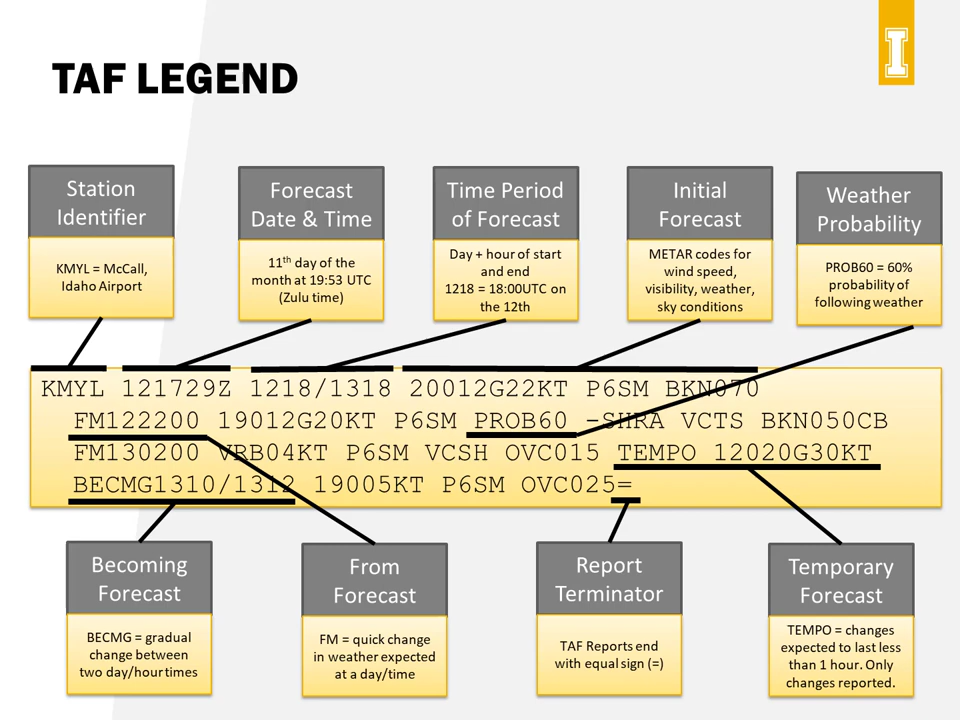 I
TAF LEGEND
Station
Identifier
KMYL = McCall,
Idaho Airport
Forecast
Date & Time
11th day of the
month at 19:53 UTC
(Zulu time)
Time Period
of Forecast
Day + hour of start
and end
1218 = 18:00UTC on
the 12th
Initial
Forecast
METAR codes for
wind speed,
visibility, weather,
sky conditions
Weather
Probability
PROB60 = 60%
probability of
following weather
KMYL 121729Z 1218/1318 20012G22KT P6SM BKN070
FM122200 19012G20KT P6SM PROB60 -SHRA VCTS BKN050CB
FM130200 VRB04KT P6SM VCSH OVC015 TEMPO 12020G30KT
BECMG1310/1312 19005KT P6SM OVC025=
Becoming
Forecast
BECMG = gradual
change between
two day/hour times
From
Forecast
FM = quick change
in weather expected
at a day/time
Report
Terminator
TAF Reports end
with equal sign (=)
Temporary
Forecast
TEMPO = changes
expected to last less
than 1 hour. Only
changes reported.